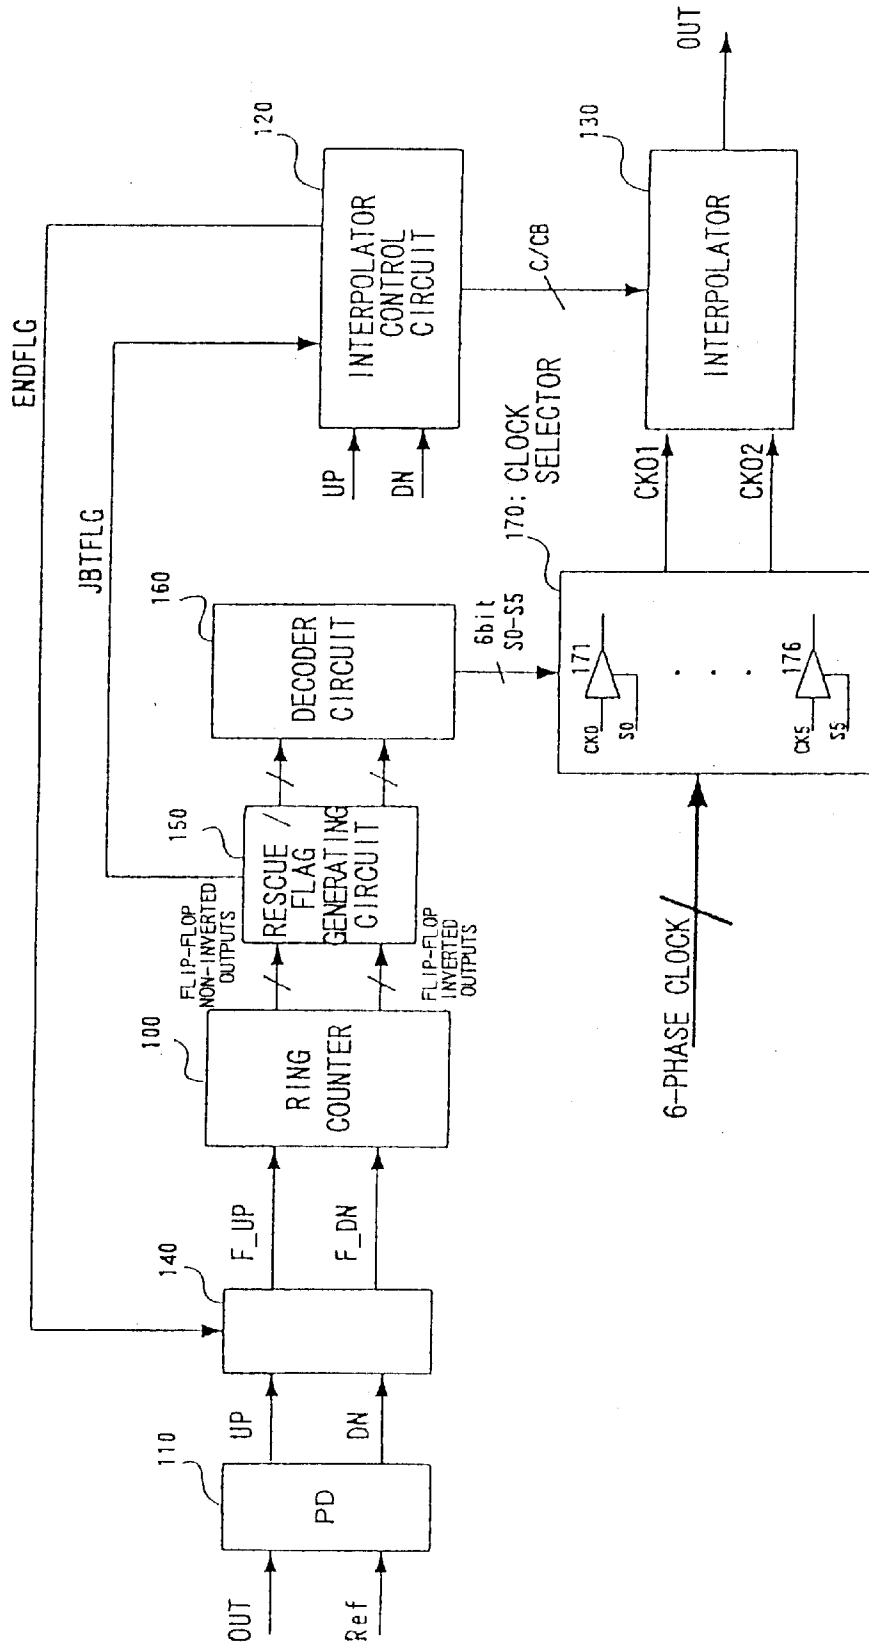 ENDFLG
JBTFLG
OUT
Ref
110
PD
UP
DN
140
F_UP
F_DN
100
RING
COUNTER
FLIP-FLOP
NON-INVERTED
OUTPUTS
FLIP-FLOP
INVERTED
OUTPUTS
150
RESCUE
FLAG
GENERATING
CIRCUIT
160
DECODER
CIRCUIT
6bit
S0-S5
UP
DN
120
INTERPOLATOR
CONTROL
CIRCUIT
C/CB
6-PHASE CLOCK
170: CLOCK
SELECTOR
CK0
S0
171
CK5
S5
176
CK01
CK02
130
INTERPOLATOR
OUT